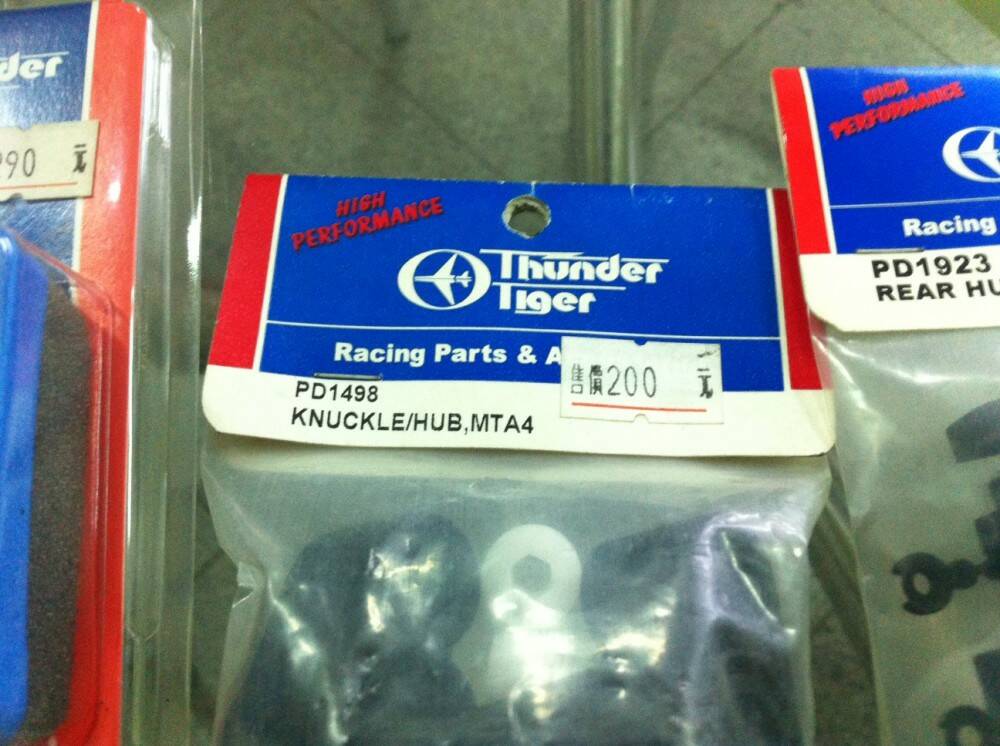 der
90 元
HIGH
PERFORMANCE
Thunder
Tiger
Racing Parts & A
售價200 元
PD1498
KNUCKLE/HUB,MTA4
HIGH
PERFORMANCE
Racing
PD1923
REAR HU